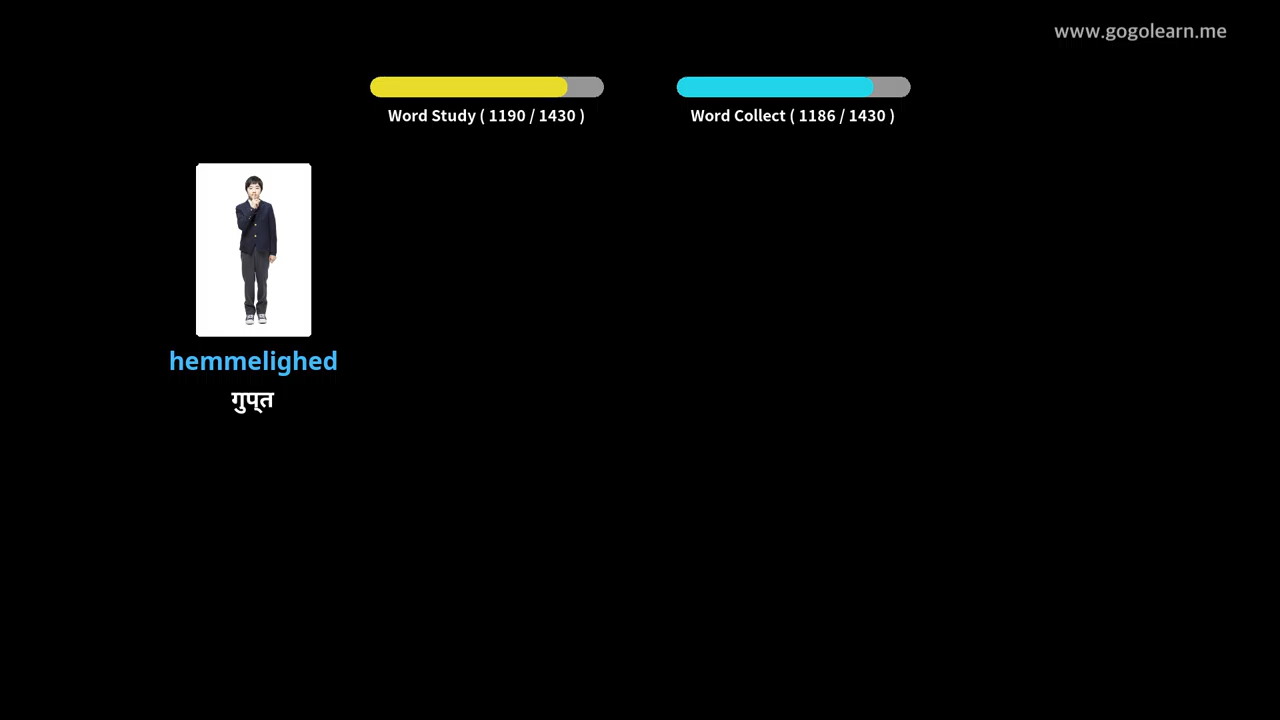 www.gogolearn.me
Word Study ( 1190 / 1430 )
Word Collect ( 1186 / 1430 )
hemmelighed
गुप्त